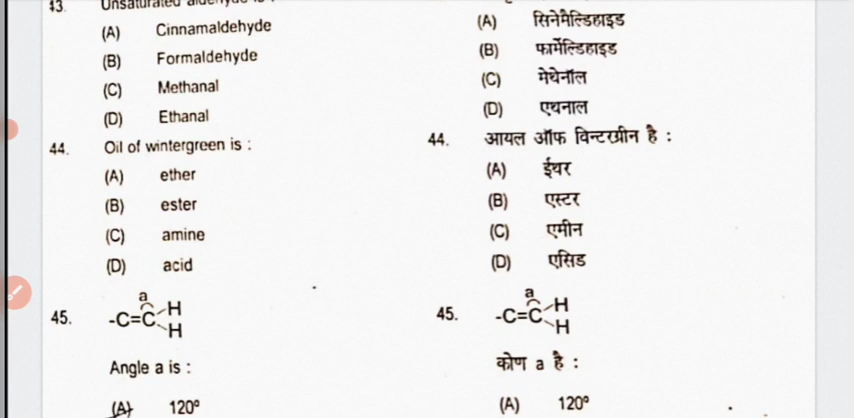 43. Unsaturated aldehyde is :
(A) Cinnamaldehyde
(B) Formaldehyde
(C) Methanal
(D) Ethanal
44. Oil of wintergreen is :
(A) ether
(B) ester
(C) amine
(D) acid
45. -C=C
a
H
H
Angle a is :
(A) 120°
(A) सिनेमैल्डिहाइड
(B) फार्मेल्डिहाइड
(C) मेथेनॉल
(D) एथनाल
44. आयल ऑफ विन्टरग्रीन है :
(A) ईथर
(B) एस्टर
(C) एमीन
(D) एसिड
45. -C=C
a
H
H
कोण a है :
(A) 120°